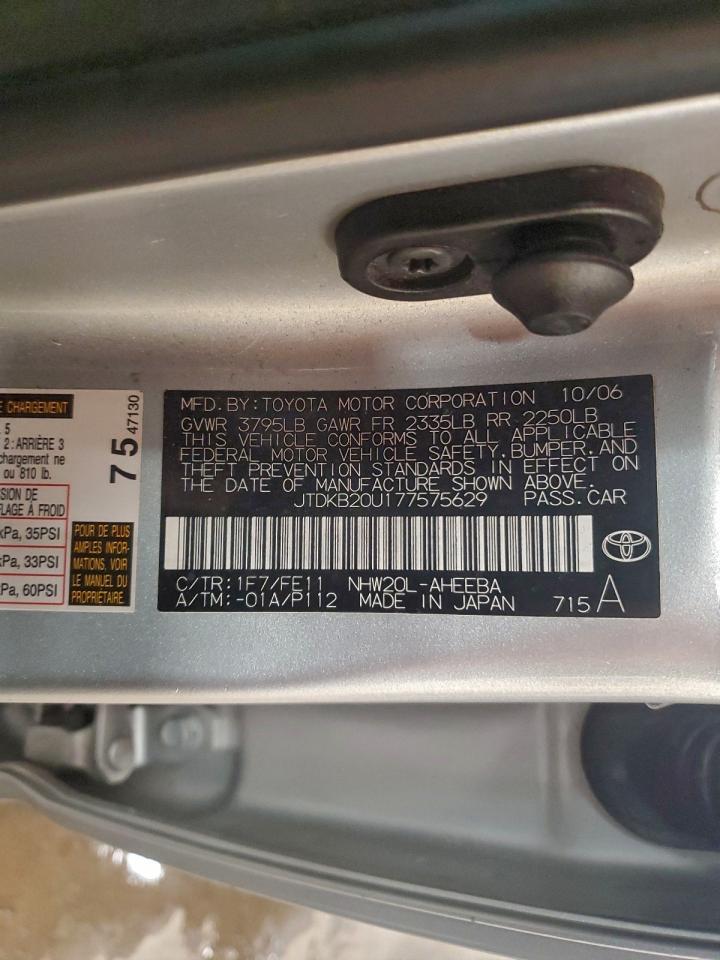 E CHARGEMENT
5
2 : ARRIÈRE 3
chargement ne
ou 810 lb.
SION DE
FLAGE À FROID
kPa, 35PSI
kPa, 33PSI
kPa, 60PSI
75
47130
POUR DE PLUS
AMPLES INFOR-
MATIONS, VOIR
LE MANUEL DU
PROPRIÉTAIRE
MFD. BY: TOYOTA MOTOR CORPORATION 10/06
GVWR 3795LB GAWR FR 2335LB RR 2250LB
THIS VEHICLE CONFORMS TO ALL APPLICABLE
FEDERAL MOTOR VEHICLE SAFETY, BUMPER, AND
THEFT PREVENTION STANDARDS IN EFFECT ON
THE DATE OF MANUFACTURE SHOWN ABOVE.
JTDKB20U177575629 PASS. CAR
C/TR: 1F7/FE11 NHW20L-AHEEBA
A/TM: -01A/P112 MADE IN JAPAN 715 A